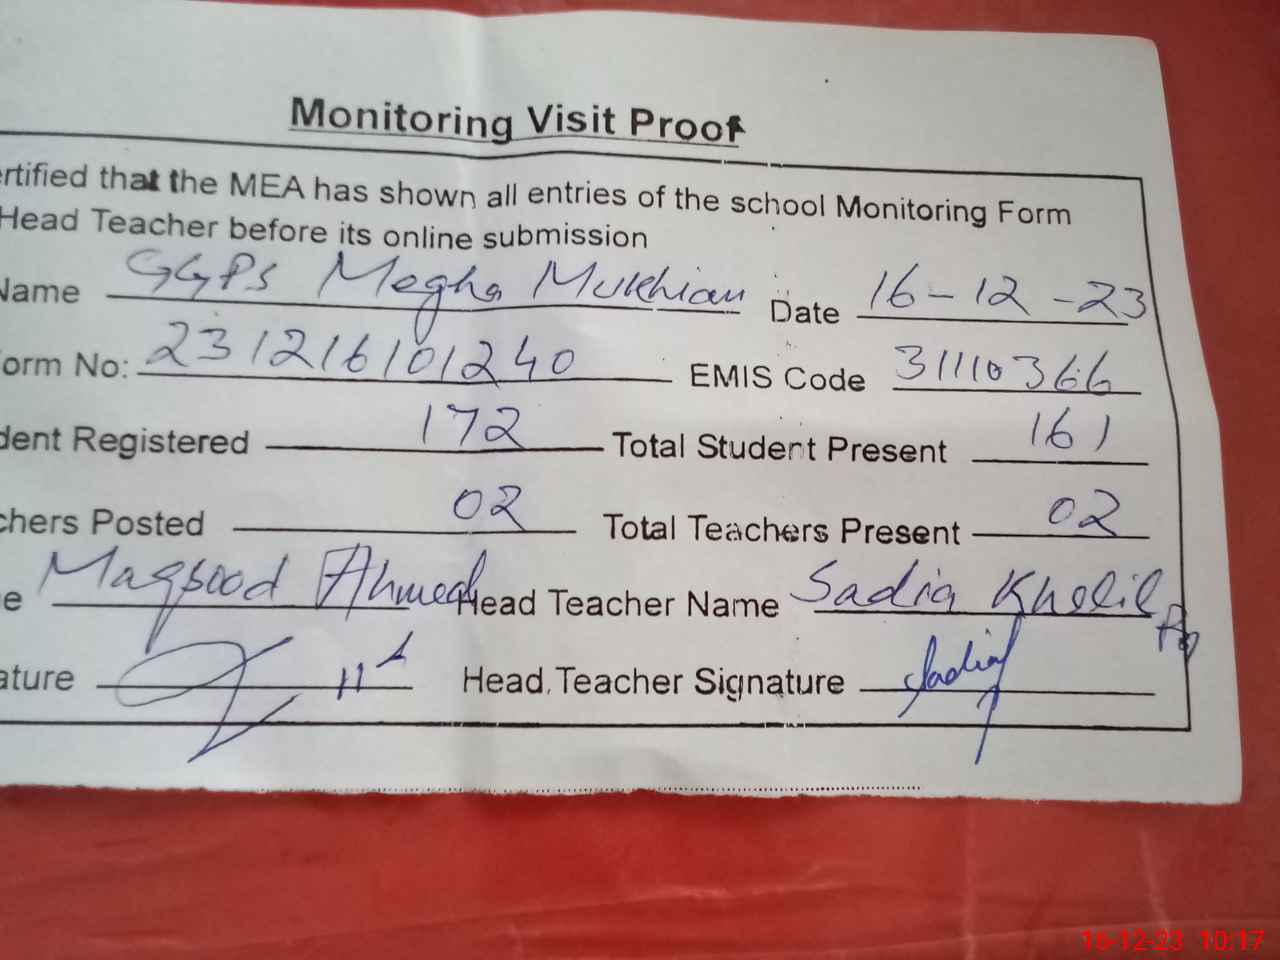 Monitoring Visit Proof
ertified that the MEA has shown all entries of the school Monitoring Form
Head Teacher before its online submission
Name GGPS Megha Mukhian Date 16-12-23
orm No: 231216101240 EMIS Code 31110366
dent Registered 172 Total Student Present 161
chers Posted 02 Total Teachers Present 02
e Maqsood Ahmed Head Teacher Name Sadia Khalil
ature Head Teacher Signature Sadia
16-12-23 10:17